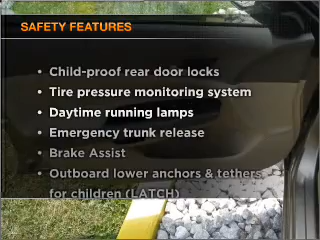 SAFETY FEATURES
• Child-proof rear door locks
• Tire pressure monitoring system
• Daytime running lamps
• Emergency trunk release
• Brake Assist
• Outboard lower anchors & tethers
for children (LATCH)